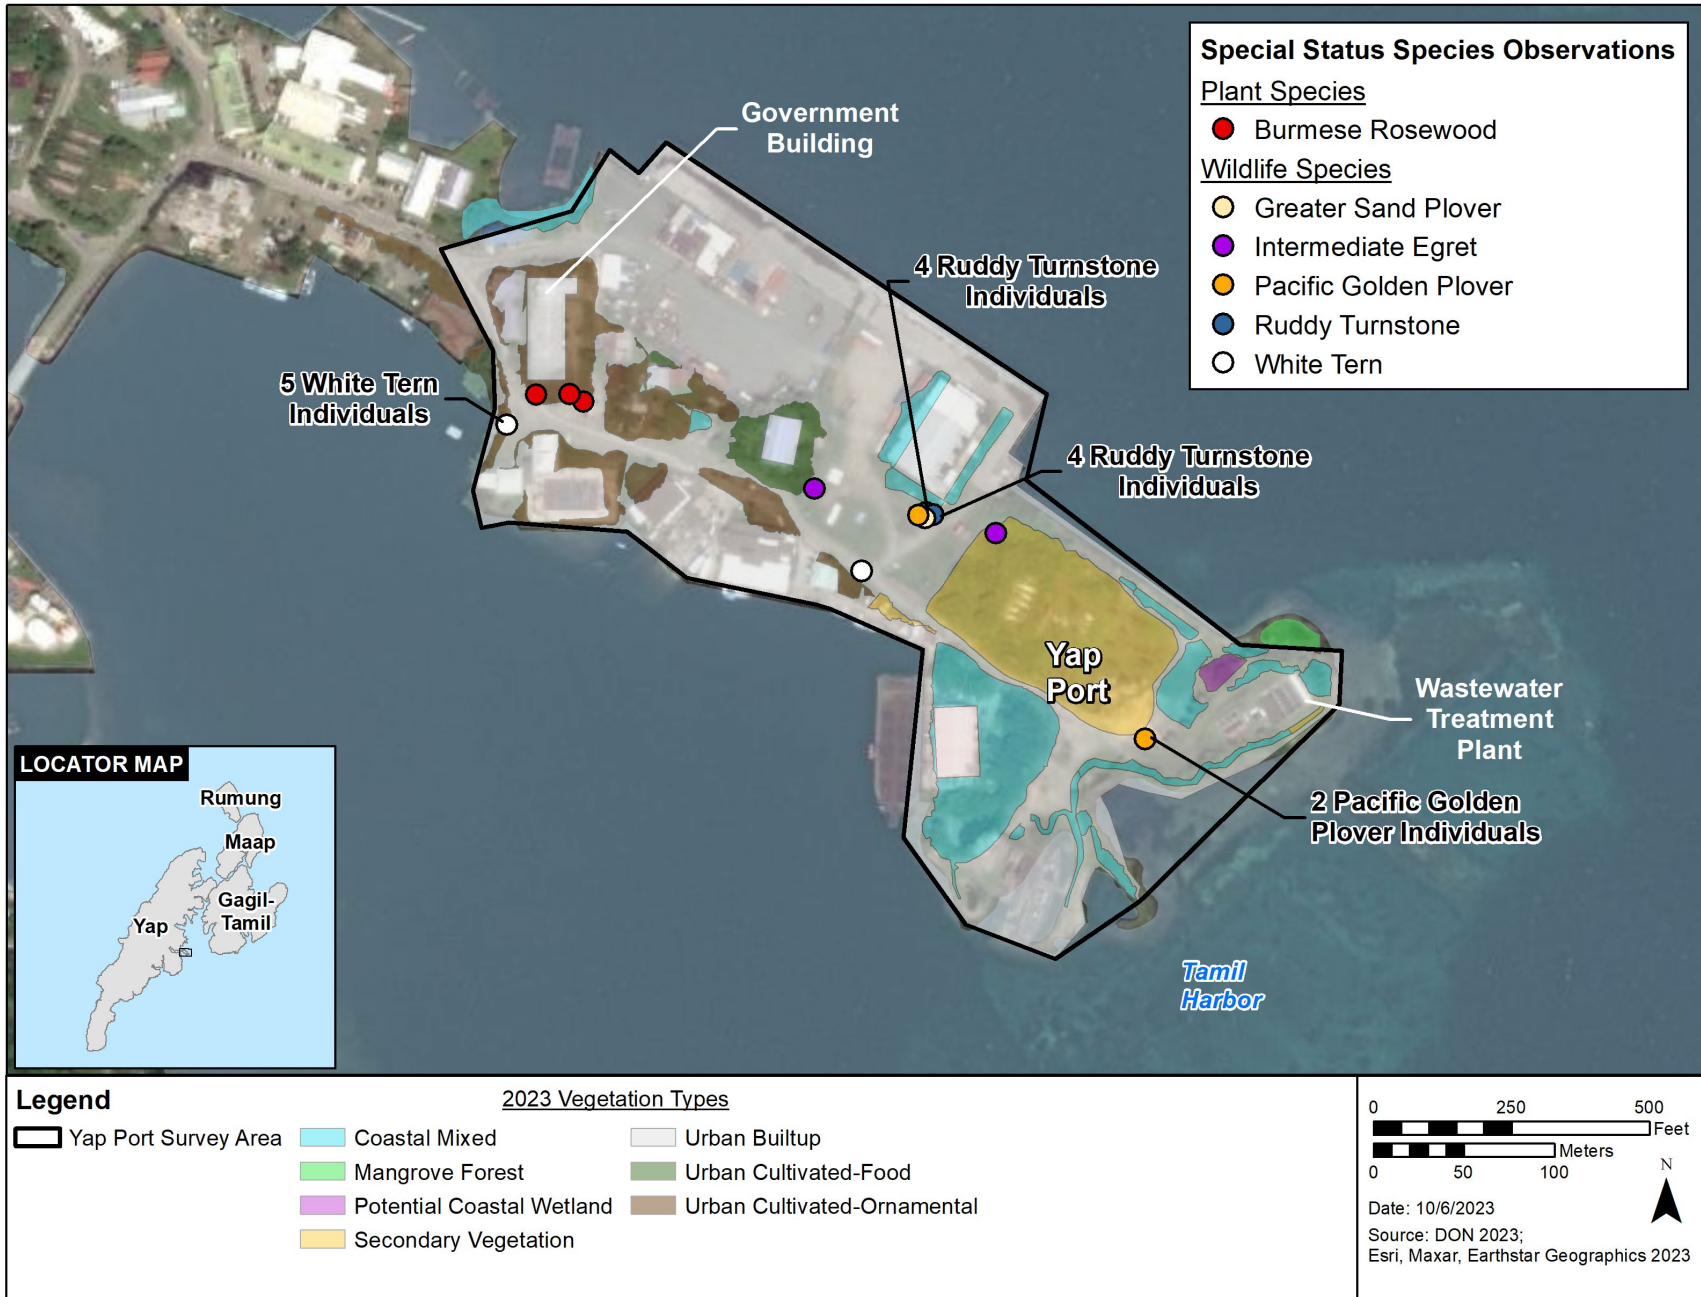 Special Status Species Observations
Plant Species
Burmese Rosewood
Wildlife Species
Greater Sand Plover
Intermediate Egret
Pacific Golden Plover
Ruddy Turnstone
White Tern
Government
Building
4 Ruddy Turnstone
Individuals
5 White Tern
Individuals
4 Ruddy Turnstone
Individuals
Yap
Port
Wastewater
Treatment
Plant
2 Pacific Golden
Plover Individuals
Tamil
Harbor
LOCATOR MAP
Rumung
Maap
Gagil-
Tamil
Yap
Legend
Yap Port Survey Area
2023 Vegetation Types
Coastal Mixed
Mangrove Forest
Potential Coastal Wetland
Secondary Vegetation
Urban Builtup
Urban Cultivated-Food
Urban Cultivated-Ornamental
0 250 500
Feet
Meters
0 50 100
N
Date: 10/6/2023
Source: DON 2023;
Esri, Maxar, Earthstar Geographics 2023